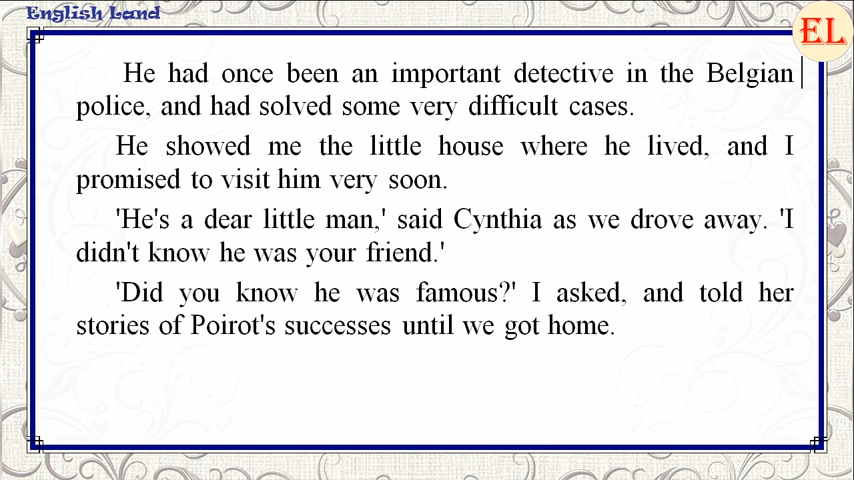 English Land
EL
He had once been an important detective in the Belgian
police, and had solved some very difficult cases.
He showed me the little house where he lived, and I
promised to visit him very soon.
'He's a dear little man,' said Cynthia as we drove away. 'I
didn't know he was your friend.'
'Did you know he was famous?' I asked, and told her
stories of Poirot's successes until we got home.